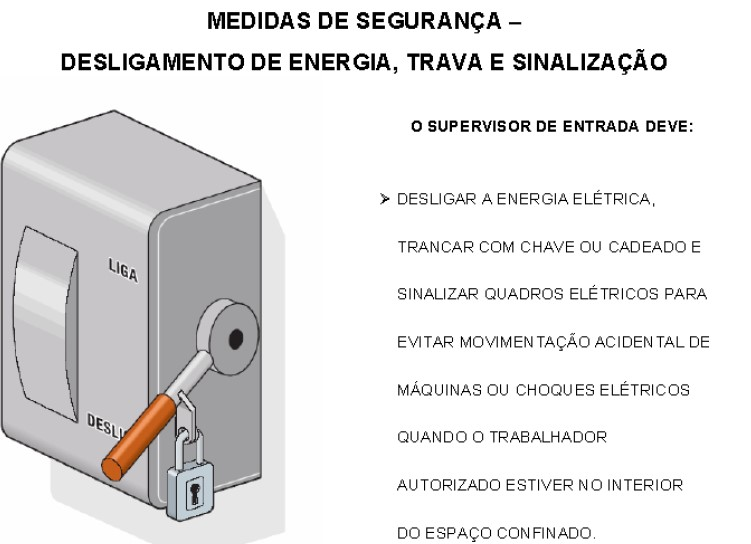 MEDIDAS DE SEGURANÇA –
DESLIGAMENTO DE ENERGIA, TRAVA E SINALIZAÇÃO
O SUPERVISOR DE ENTRADA DEVE:
➢ DESLIGAR A ENERGIA ELÉTRICA,
TRANCAR COM CHAVE OU CADEADO E
SINALIZAR QUADROS ELÉTRICOS PARA
EVITAR MOVIMENTAÇÃO ACIDENTAL DE
MÁQUINAS OU CHOQUES ELÉTRICOS
QUANDO O TRABALHADOR
AUTORIZADO ESTIVER NO INTERIOR
DO ESPAÇO CONFINADO.
LIGA
DESLI